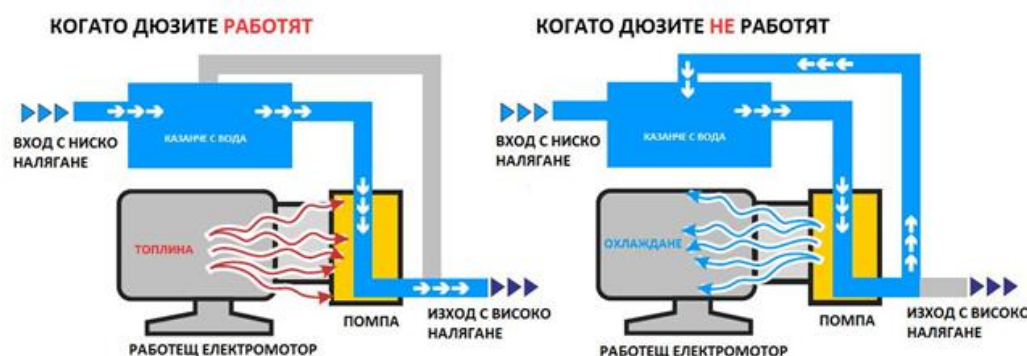 КОГАТО ДЮЗИТЕ РАБОТЯТ
КАЗАНЧЕ С ВОДА
ВХОД С НИСКО
НАЛЯГАНЕ
ТОПЛИНА
ПОМПА
ИЗХОД С ВИСОКО
НАЛЯГАНЕ
РАБОТЕЩ ЕЛЕКТРОМОТОР
КОГАТО ДЮЗИТЕ НЕ РАБОТЯТ
КАЗАНЧЕ С ВОДА
ВХОД С НИСКО
НАЛЯГАНЕ
ОХЛАЖДАНЕ
ПОМПА
ИЗХОД С ВИСОКО
НАЛЯГАНЕ
РАБОТЕЩ ЕЛЕКТРОМОТОР